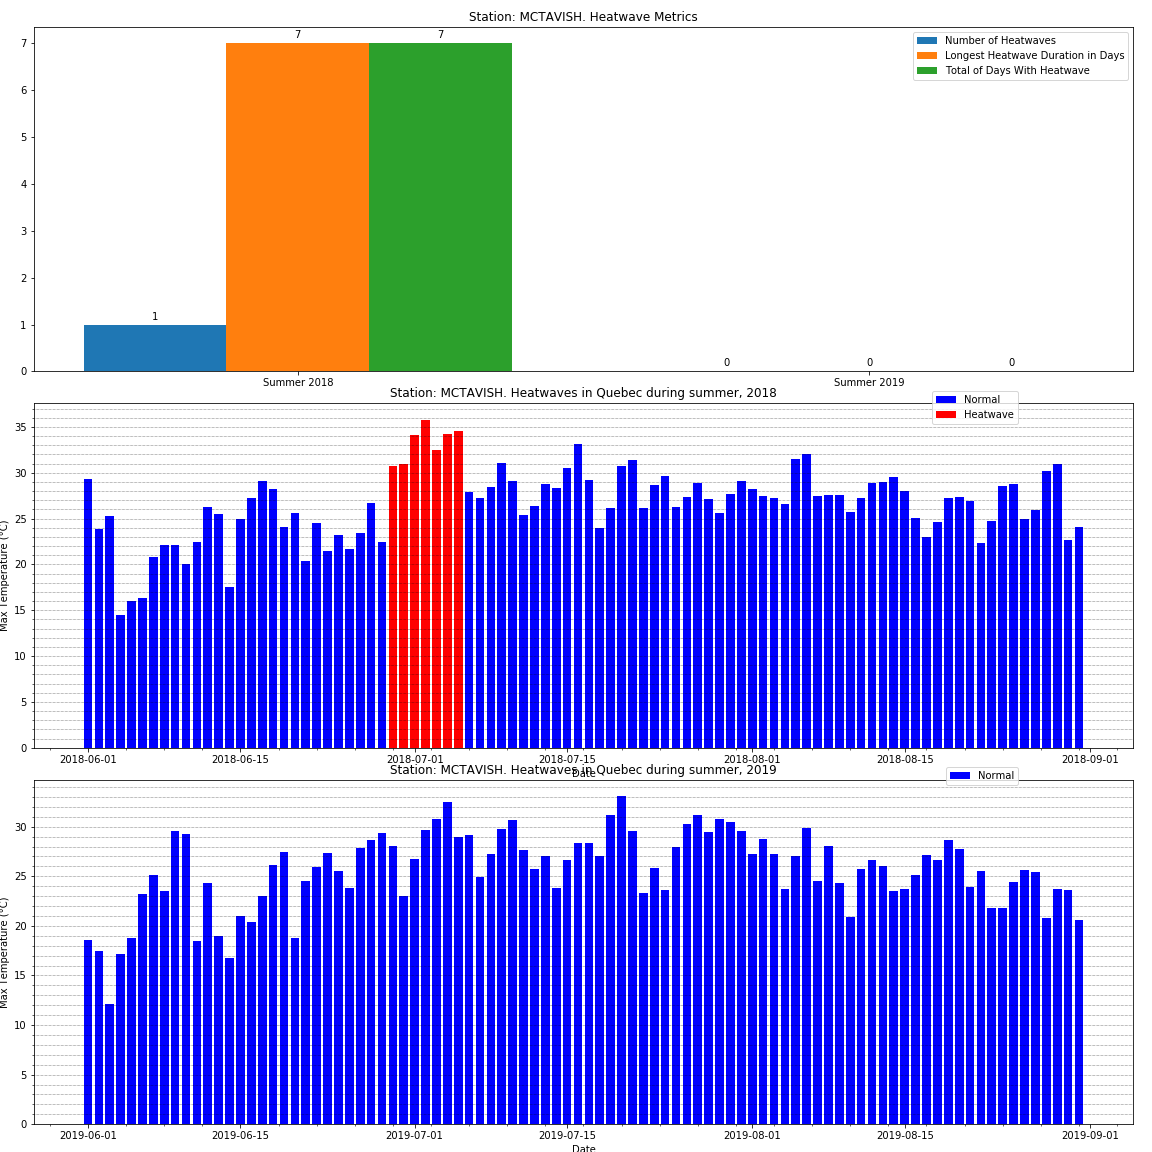 Station: MCTAVISH. Heatwave Metrics
7
6
5
4
3
2
1
0
1
7
7
0
0
0
Number of Heatwaves
Longest Heatwave Duration in Days
Total of Days With Heatwave
Summer 2018
Summer 2019
Station: MCTAVISH. Heatwaves in Quebec during summer, 2018
Normal
Heatwave
Max Temperature (°C)
35
30
25
20
15
10
5
0
2018-06-01
2018-06-15
2018-07-01
2018-07-15
2018-08-01
2018-08-15
2018-09-01
Date
Station: MCTAVISH. Heatwaves in Quebec during summer, 2019
Normal
Max Temperature (°C)
30
25
20
15
10
5
0
2019-06-01
2019-06-15
2019-07-01
2019-07-15
2019-08-01
2019-08-15
2019-09-01
Date